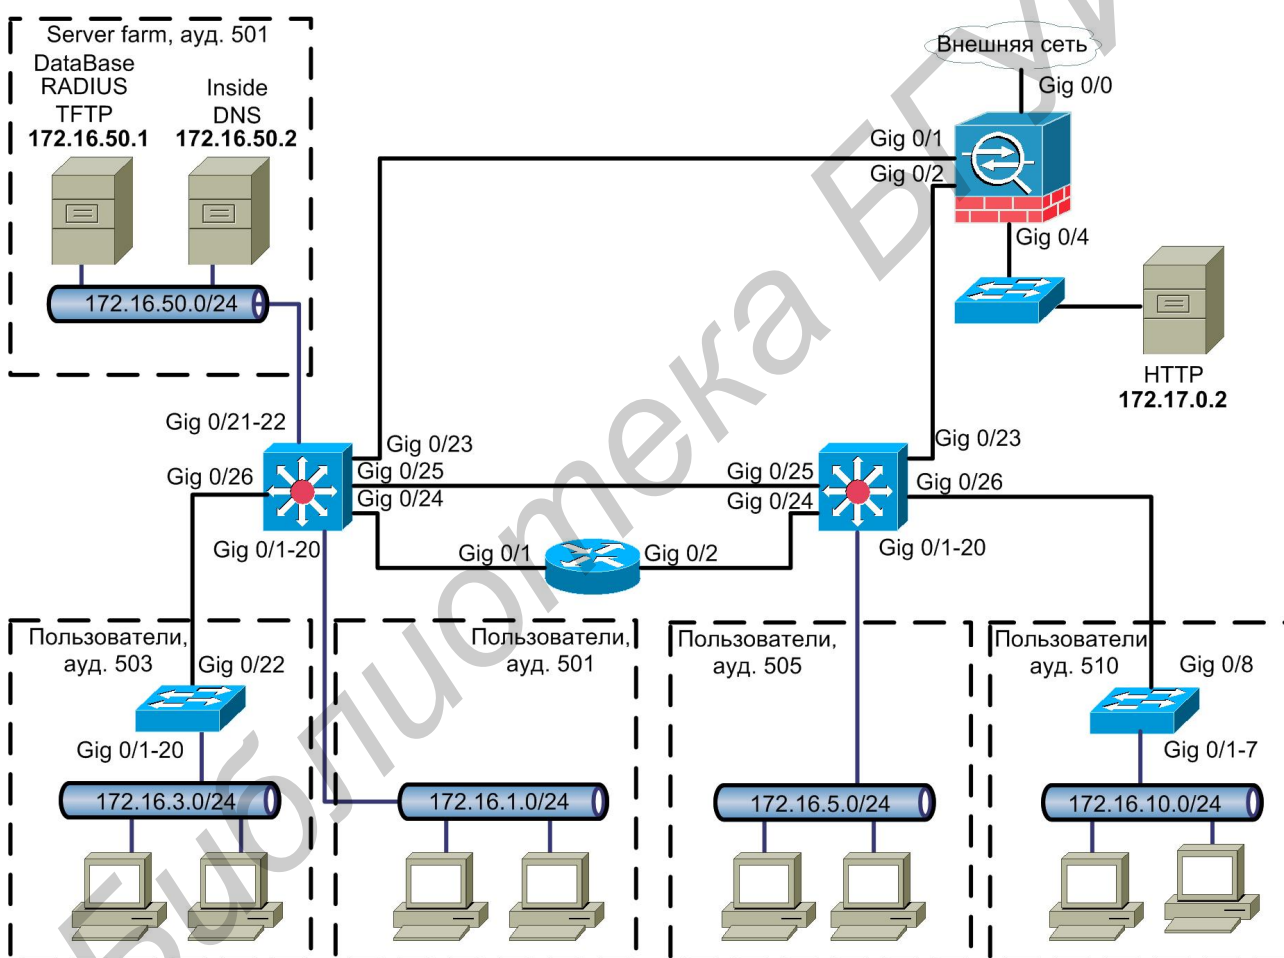 Server farm, ауд. 501
DataBase
RADIUS
TFTP
172.16.50.1
Inside
DNS
172.16.50.2
172.16.50.0/24
Внешняя сеть
Gig 0/0
Gig 0/1
Gig 0/2
Gig 0/4
HTTP
172.17.0.2
Gig 0/21-22
Gig 0/26
Gig 0/23
Gig 0/25
Gig 0/24
Gig 0/1-20
Gig 0/25
Gig 0/24
Gig 0/23
Gig 0/26
Gig 0/1-20
Gig 0/1
Gig 0/2
Пользователи,
ауд. 503
Gig 0/22
Gig 0/1-20
172.16.3.0/24
Пользователи,
ауд. 501
172.16.1.0/24
Пользователи,
ауд. 505
172.16.5.0/24
Пользователи
ауд. 510
Gig 0/8
Gig 0/1-7
172.16.10.0/24
Библиотека БГУИ